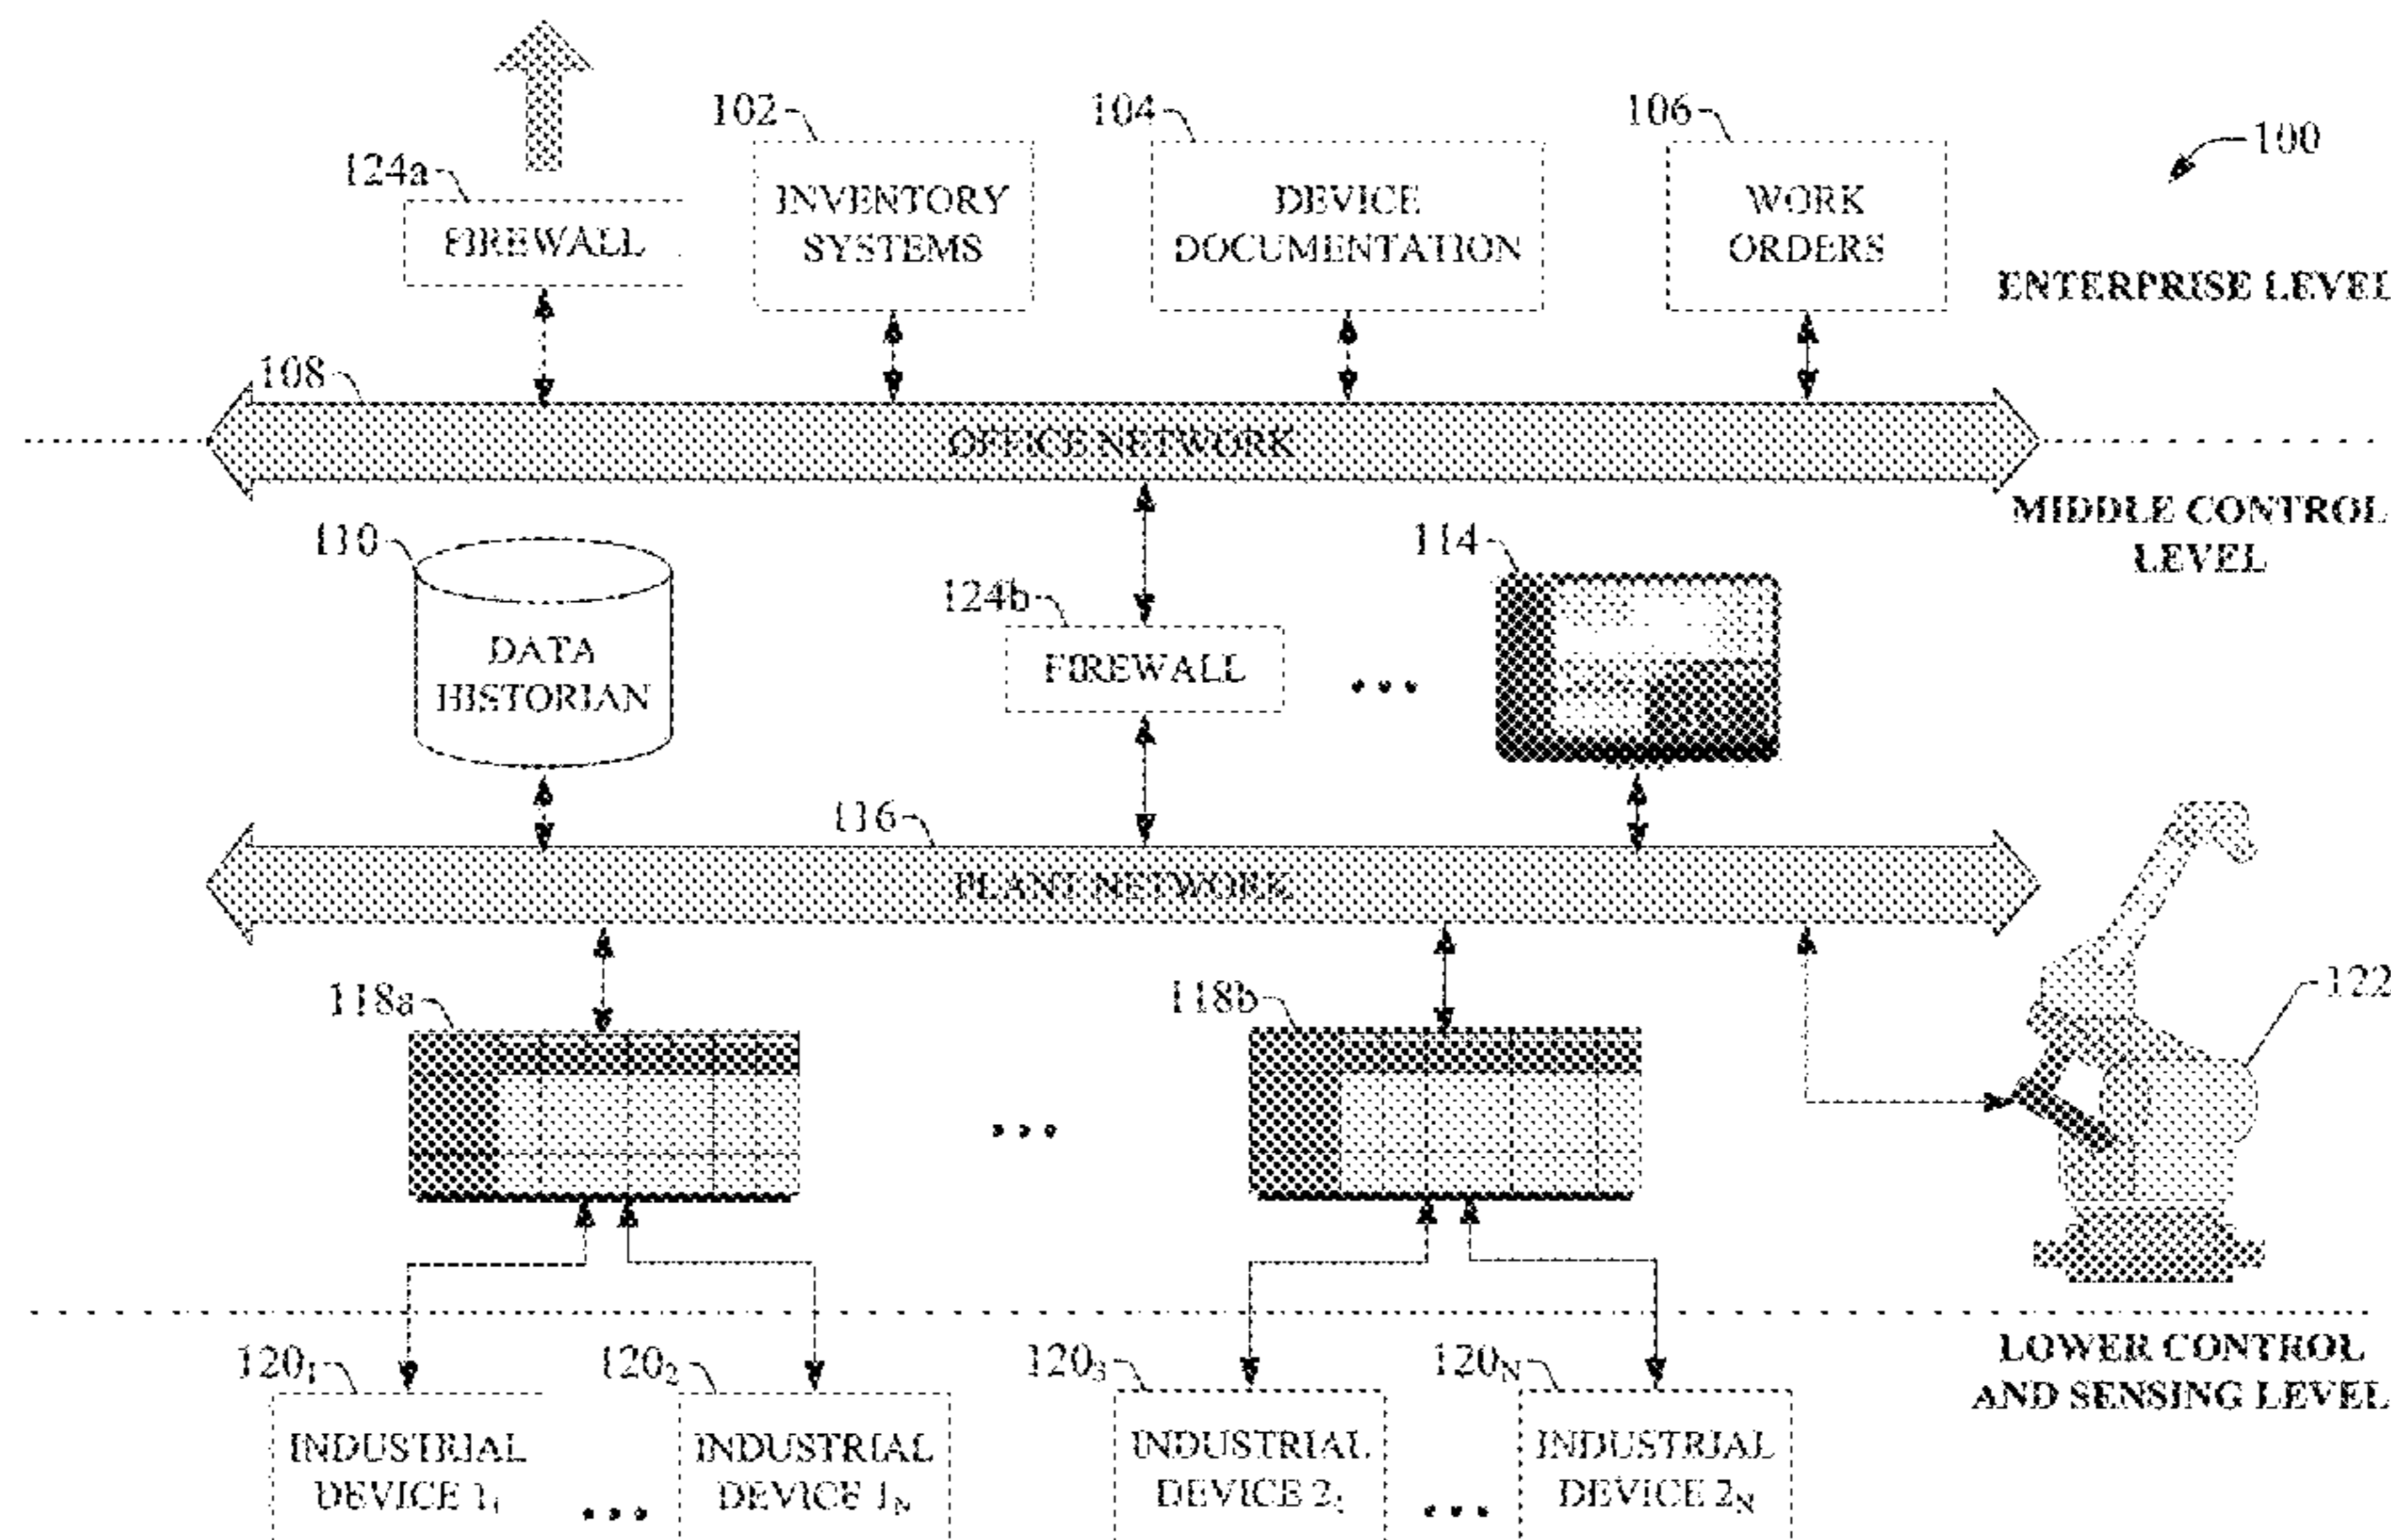 102
104
106
100
124a
FIREWALL
INVENTORY
SYSTEMS
DEVICE
DOCUMENTATION
WORK
ORDERS
ENTERPRISE LEVEL
108
OFFICE NETWORK
MIDDLE CONTROL
LEVEL
110
DATA
HISTORIAN
124b
FIREWALL
...
114
116
PLANT NETWORK
118a
...
118b
122
LOWER CONTROL
AND SENSING LEVEL
120₁
INDUSTRIAL
DEVICE 1₁
...
120₂
INDUSTRIAL
DEVICE 1N
120₃
INDUSTRIAL
DEVICE 2₁
...
120N
INDUSTRIAL
DEVICE 2N